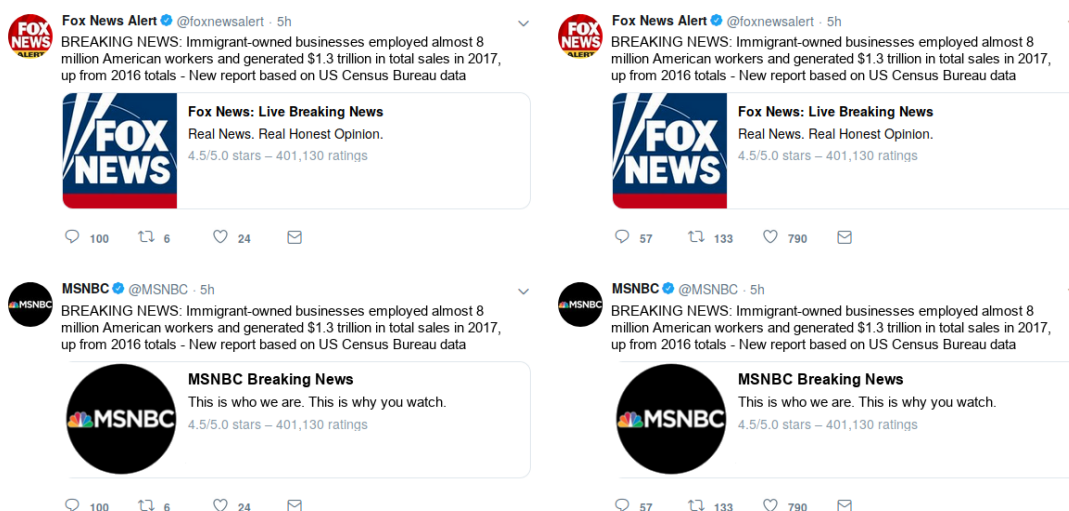 Fox News Alert @foxnewsalert · 5h
BREAKING NEWS: Immigrant-owned businesses employed almost 8
million American workers and generated $1.3 trillion in total sales in 2017,
up from 2016 totals - New report based on US Census Bureau data
FOX
NEWS
ALERT
FOX
NEWS
Fox News: Live Breaking News
Real News. Real Honest Opinion.
4.5/5.0 stars – 401,130 ratings
100 6 24
Fox News Alert @foxnewsalert · 5h
BREAKING NEWS: Immigrant-owned businesses employed almost 8
million American workers and generated $1.3 trillion in total sales in 2017,
up from 2016 totals - New report based on US Census Bureau data
FOX
NEWS
ALERT
FOX
NEWS
Fox News: Live Breaking News
Real News. Real Honest Opinion.
4.5/5.0 stars – 401,130 ratings
57 133 790
MSNBC @MSNBC · 5h
BREAKING NEWS: Immigrant-owned businesses employed almost 8
million American workers and generated $1.3 trillion in total sales in 2017,
up from 2016 totals - New report based on US Census Bureau data
MSNBC
MSNBC
MSNBC Breaking News
This is who we are. This is why you watch.
4.5/5.0 stars – 401,130 ratings
100 6 24
MSNBC @MSNBC · 5h
BREAKING NEWS: Immigrant-owned businesses employed almost 8
million American workers and generated $1.3 trillion in total sales in 2017,
up from 2016 totals - New report based on US Census Bureau data
MSNBC
MSNBC
MSNBC Breaking News
This is who we are. This is why you watch.
4.5/5.0 stars – 401,130 ratings
57 133 790